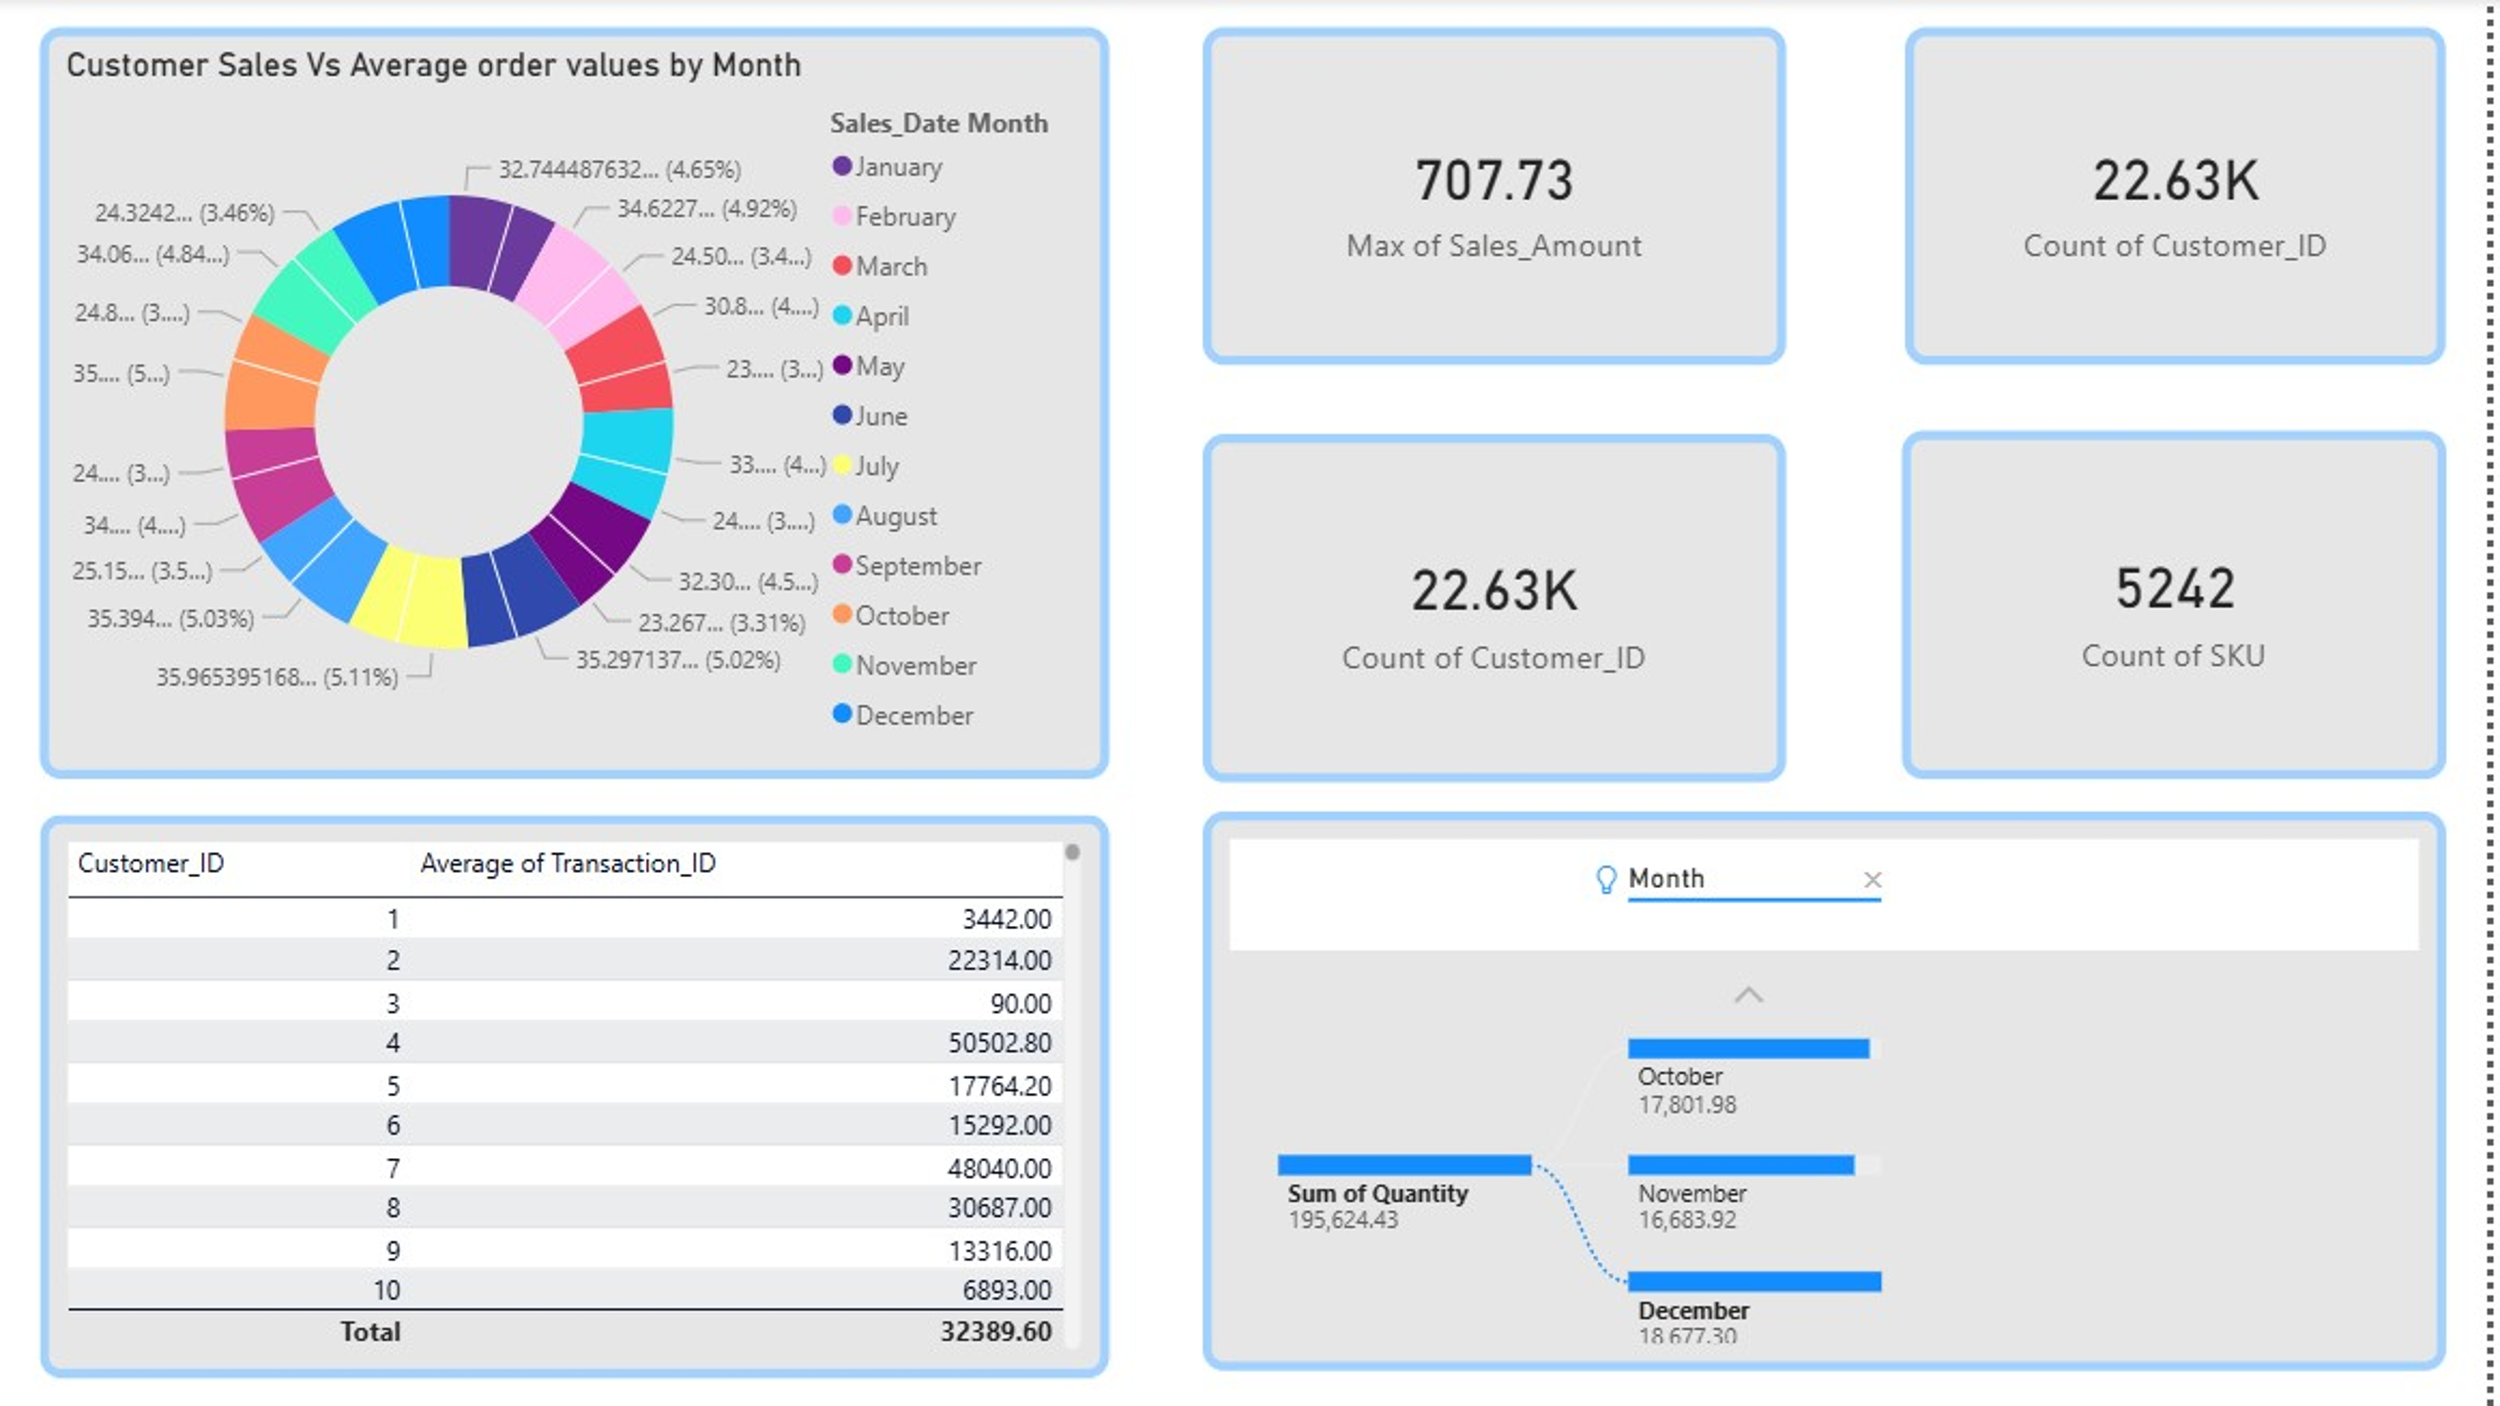 Customer Sales Vs Average order values by Month
Sales_Date Month
January
February
March
April
May
June
July
August
September
October
November
December
32.744487632... (4.65%)
34.6227... (4.92%)
24.50... (3.4...)
30.8... (4....)
23.... (3...)
33.... (4...)
24.... (3....)
32.30... (4.5...)
23.267... (3.31%)
35.297137... (5.02%)
35.965395168... (5.11%)
35.394... (5.03%)
25.15... (3.5...)
34.... (4....)
24.... (3...)
35.... (5...)
24.8... (3....)
34.06... (4.84...)
24.3242... (3.46%)
707.73
Max of Sales_Amount
22.63K
Count of Customer_ID
22.63K
Count of Customer_ID
5242
Count of SKU
Customer_ID Average of Transaction_ID
1 3442.00
2 22314.00
3 90.00
4 50502.80
5 17764.20
6 15292.00
7 48040.00
8 30687.00
9 13316.00
10 6893.00
Total 32389.60
Month
Sum of Quantity
195,624.43
October
17,801.98
November
16,683.92
December
18,677.30